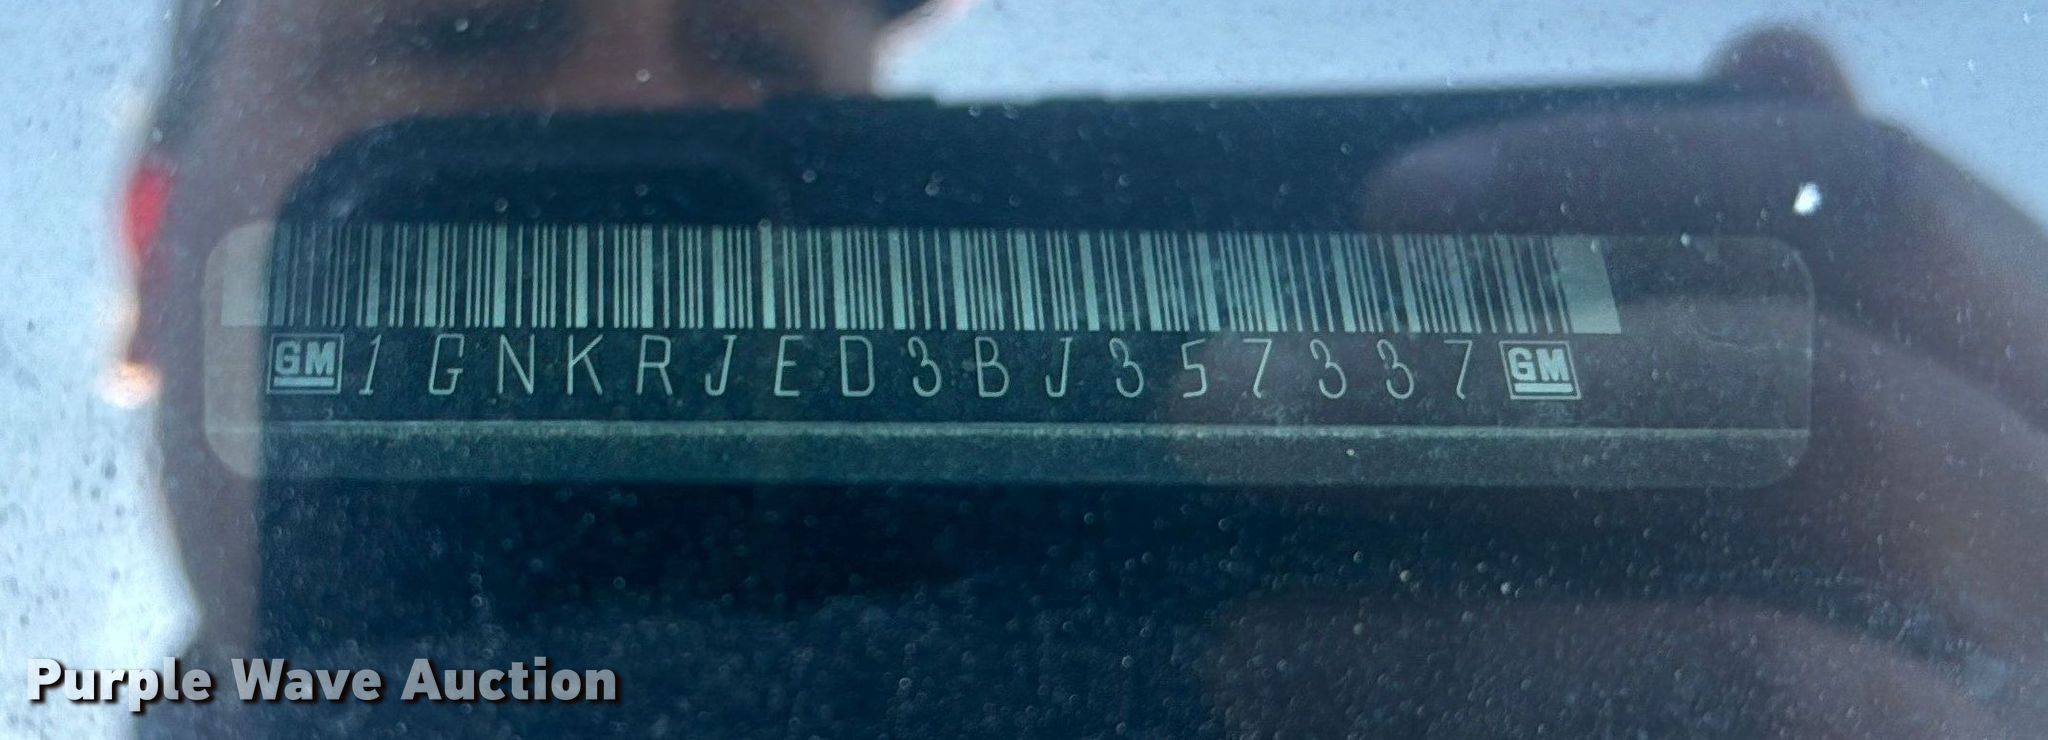 GM 1GNKRJED3BJ357337 GM
Purple Wave Auction